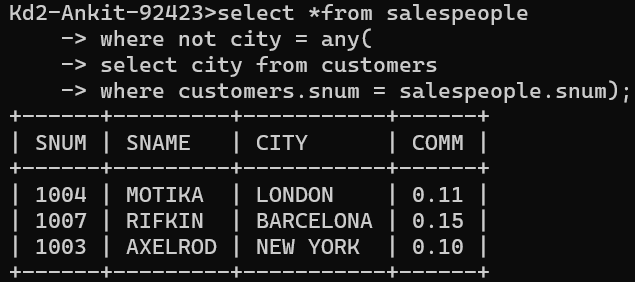 Kd2-Ankit-92423>select *from salespeople
    -> where not city = any(
    -> select city from customers
    -> where customers.snum = salespeople.snum);
+------+---------+-----------+------+
| SNUM | SNAME   | CITY      | COMM |
+------+---------+-----------+------+
| 1004 | MOTIKA  | LONDON    | 0.11 |
| 1007 | RIFKIN  | BARCELONA | 0.15 |
| 1003 | AXELROD | NEW YORK  | 0.10 |
+------+---------+-----------+------+